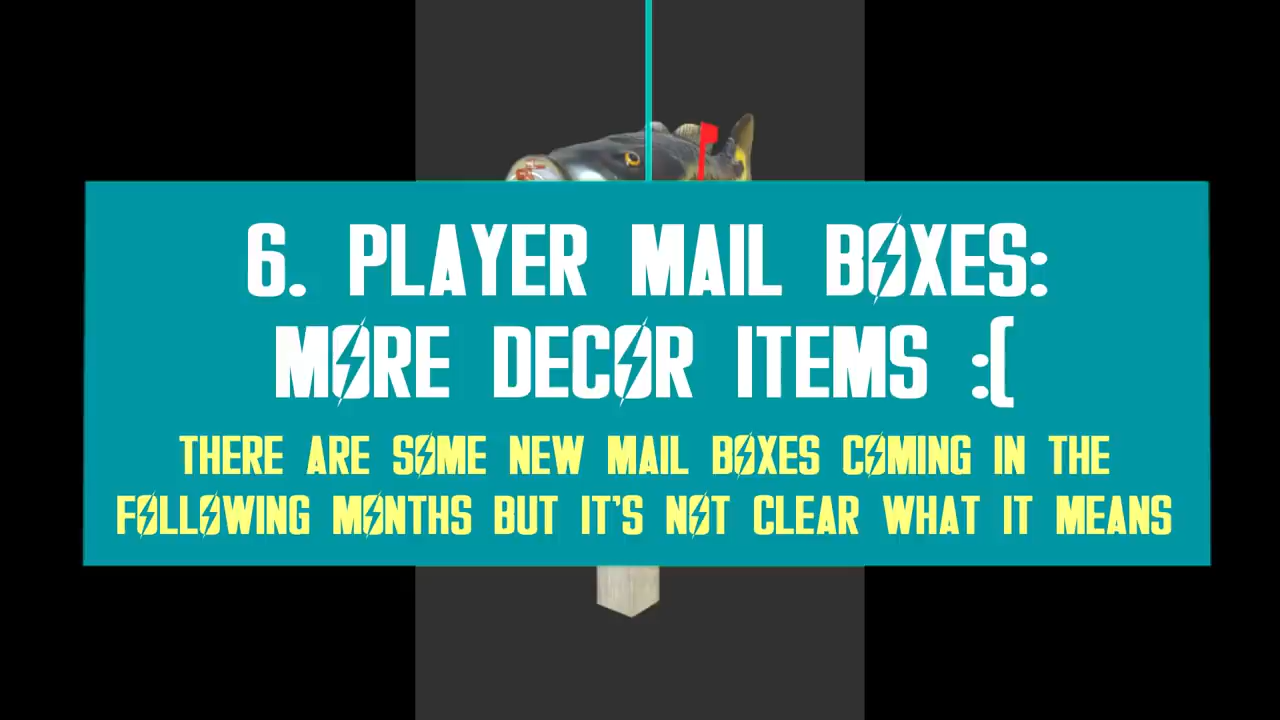 6. PLAYER MAIL BOXES:
MORE DECOR ITEMS :(
THERE ARE SOME NEW MAIL BOXES COMING IN THE
FOLLOWING MONTHS BUT IT'S NOT CLEAR WHAT IT MEANS